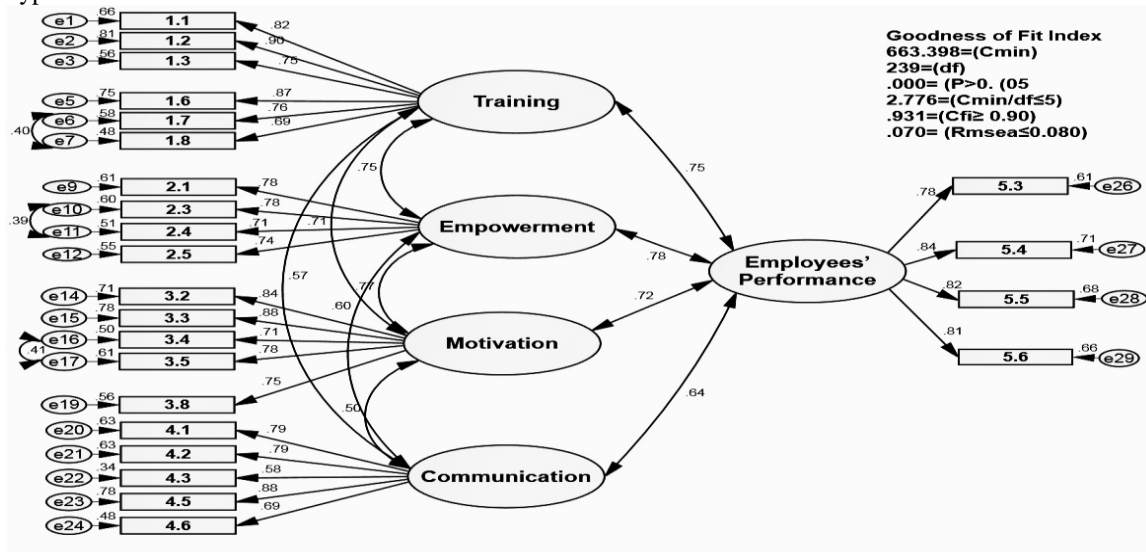 Goodness of Fit Index
663.398=(Cmin)
239=(df)
.000= (P>0. (05
2.776=(Cmin/df≤5)
.931=(Cfi≥ 0.90)
.070= (Rmsea≤0.080)
e1 .66 1.1 .82
e2 .81 1.2 .90
e3 .56 1.3 .75
Training
e5 .75 1.6 .87
e6 .58 1.7 .76
.40
e7 .48 1.8 .69
.75
.75
e9 .61 2.1 .78
e10 .60 2.3 .78
.39
e11 .51 2.4 .71
e12 .55 2.5 .74
.71
Empowerment
.78
.57
.60
.77
Employees'
Performance
5.3 .61 e26
.78
5.4 .71 e27
.84
5.5 .68 e28
.82
5.6 .66 e29
.81
e14 .71 3.2 .84
e15 .78 3.3 .88
e16 .50 3.4 .71
.41
e17 .61 3.5 .78
Motivation
.72
e19 .56 3.8 .75
e20 .63 4.1 .79
.50
.64
e21 .63 4.2 .79
e22 .34 4.3 .58
Communication
e23 .78 4.5 .88
e24 .48 4.6 .69